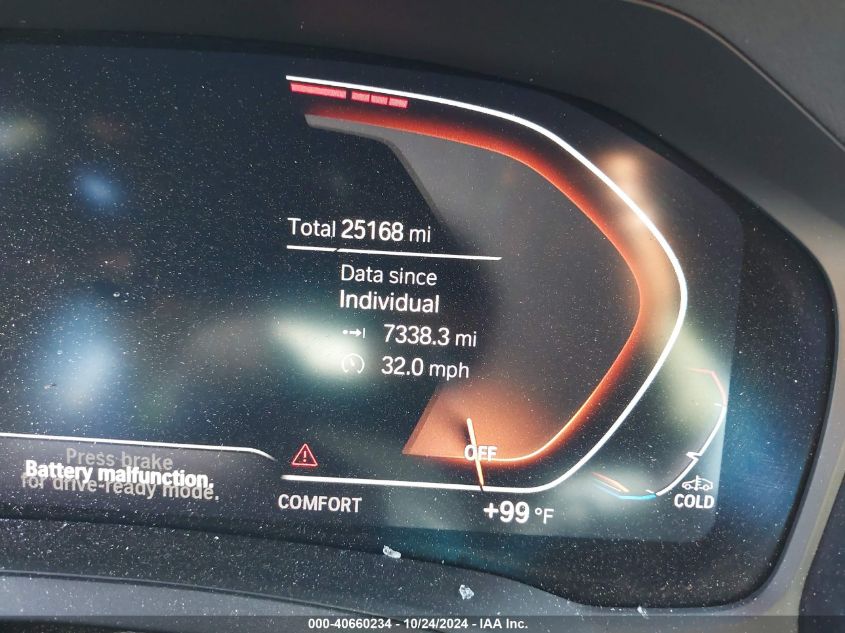 Total 25168 mi
Data since
Individual
7338.3 mi
32.0 mph
OFF
Press brake
Battery malfunction.
for drive-ready mode.
COMFORT
+99 °F
COLD
000-40660234 - 10/24/2024 - IAA Inc.